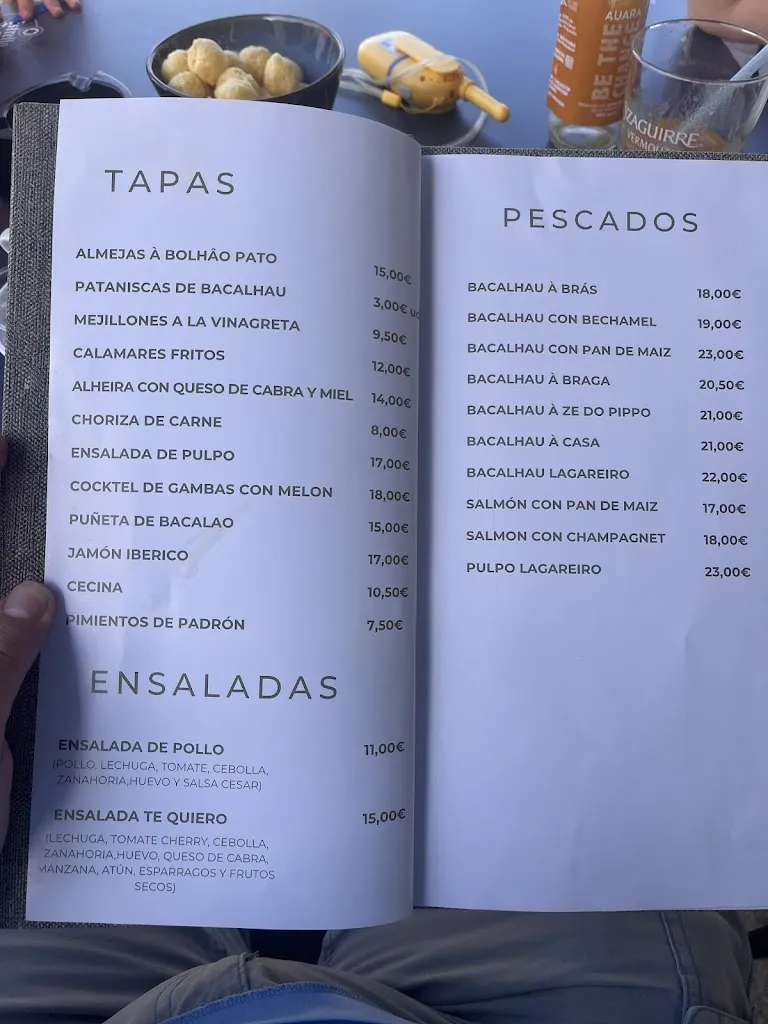 AUARA
BE THE
CHANGE
ZAGUIRRE
VERMOU
TAPAS
ALMEJAS À BOLHÂO PATO 15,00€
PATANISCAS DE BACALHAU 3,00€ ud
MEJILLONES A LA VINAGRETA 9,50€
CALAMARES FRITOS 12,00€
ALHEIRA CON QUESO DE CABRA Y MIEL 14,00€
CHORIZA DE CARNE 8,00€
ENSALADA DE PULPO 17,00€
COCKTEL DE GAMBAS CON MELON 18,00€
PUÑETA DE BACALAO 15,00€
JAMÓN IBERICO 17,00€
CECINA 10,50€
PIMIENTOS DE PADRÓN 7,50€
ENSALADAS
ENSALADA DE POLLO 11,00€
(POLLO, LECHUGA, TOMATE, CEBOLLA,
ZANAHORIA,HUEVO Y SALSA CESAR)
ENSALADA TE QUIERO 15,00€
(LECHUGA, TOMATE CHERRY, CEBOLLA,
ZANAHORIA,HUEVO, QUESO DE CABRA,
MANZANA, ATÚN, ESPARRAGOS Y FRUTOS
SECOS)
PESCADOS
BACALHAU À BRÁS 18,00€
BACALHAU CON BECHAMEL 19,00€
BACALHAU CON PAN DE MAIZ 23,00€
BACALHAU À BRAGA 20,50€
BACALHAU À ZE DO PIPPO 21,00€
BACALHAU À CASA 21,00€
BACALHAU LAGAREIRO 22,00€
SALMÓN CON PAN DE MAIZ 17,00€
SALMON CON CHAMPAGNET 18,00€
PULPO LAGAREIRO 23,00€